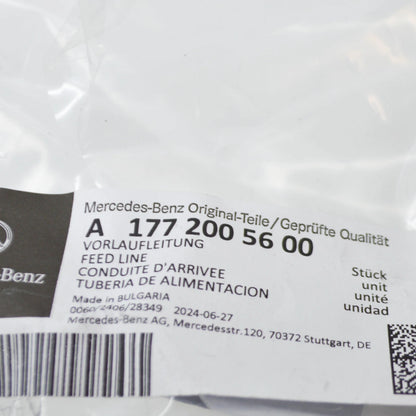 Mercedes-Benz Original-Teile/Geprüfte Qualität
A 177 200 56 00
VORLAUFLEITUNG
FEED LINE
CONDUITE D'ARRIVEE
TUBERIA DE ALIMENTACION
Stück
unit
unité
unidad
-Benz
Made in BULGARIA
0060/2406/28349 2024-06-27
Mercedes-Benz AG, Mercedesstr.120, 70372 Stuttgart, DE